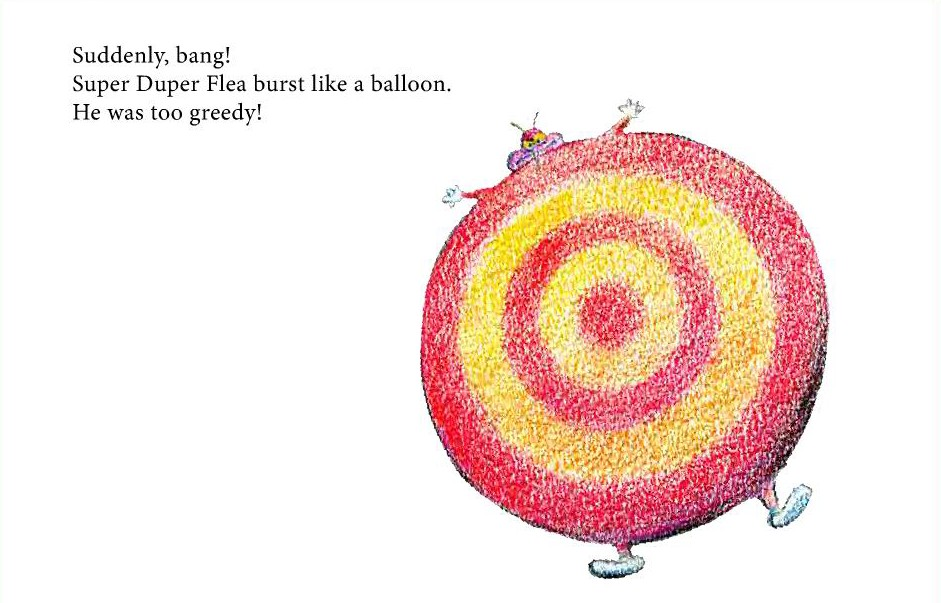 Suddenly, bang!
Super Duper Flea burst like a balloon.
He was too greedy!